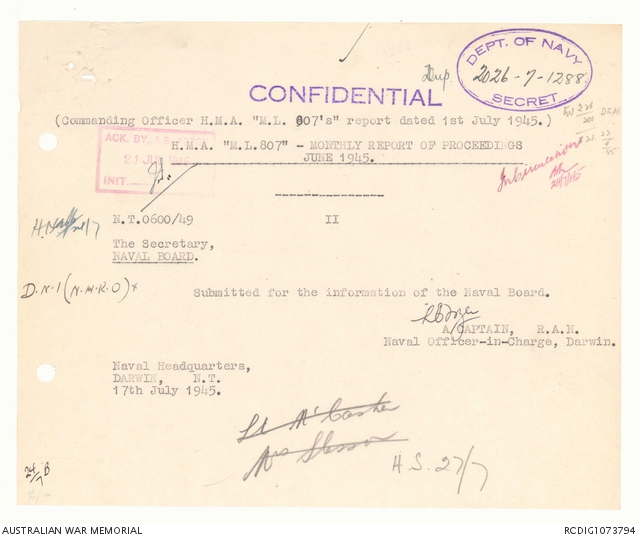 Dup
DEPT. OF NAVY
2026-7-1288
SECRET
CONFIDENTIAL
(Commanding Officer H.M.A. "M.L. 807's" report dated 1st July 1945.)
ACK. BY
21 JUL 1945
INIT.
H.M.A. "M.L.807" - MONTHLY REPORT OF PROCEEDINGS
JUNE 1945.
In Circulation
N.T.0600/49 II
The Secretary,
NAVAL BOARD.
D.N.I (N.H.R.O) x
Submitted for the information of the Naval Board.
A/CAPTAIN, R.A.N.
Naval Officer-in-Charge, Darwin.
Naval Headquarters,
DARWIN, N.T.
17th July 1945.
H.S. 27/7
AUSTRALIAN WAR MEMORIAL RCDIG1073794